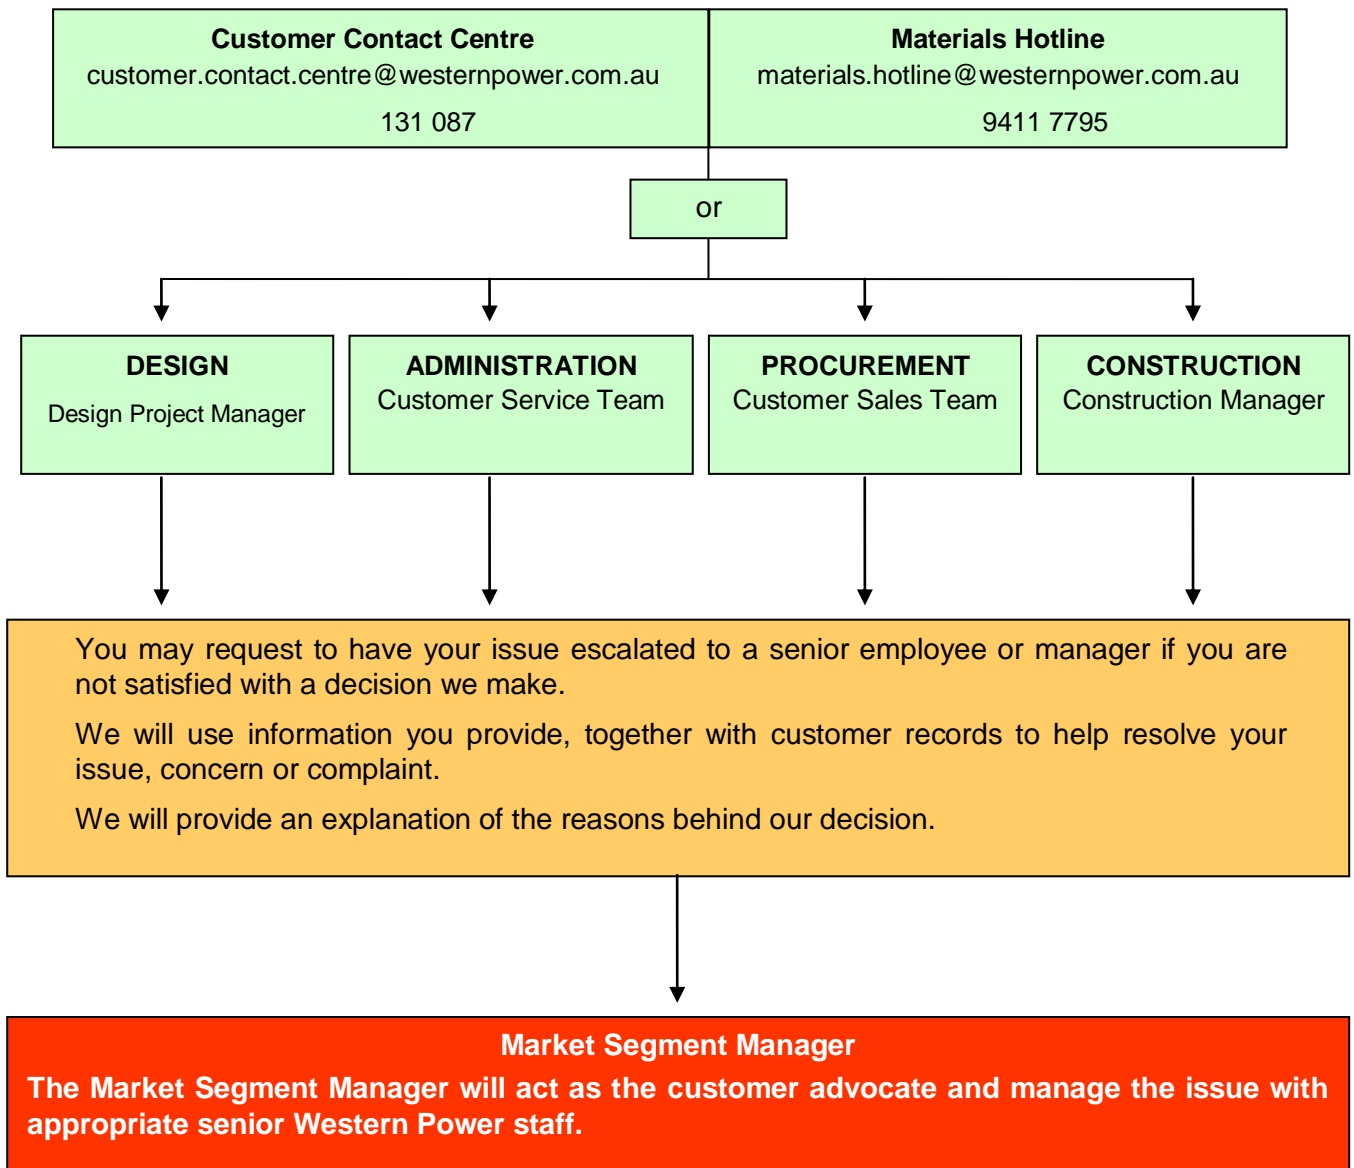 Customer Contact Centre
customer.contact.centre@westernpower.com.au
131 087
Materials Hotline
materials.hotline@westernpower.com.au
9411 7795
or
DESIGN
Design Project Manager
ADMINISTRATION
Customer Service Team
PROCUREMENT
Customer Sales Team
CONSTRUCTION
Construction Manager
You may request to have your issue escalated to a senior employee or manager if you are
not satisfied with a decision we make.
We will use information you provide, together with customer records to help resolve your
issue, concern or complaint.
We will provide an explanation of the reasons behind our decision.
Market Segment Manager
The Market Segment Manager will act as the customer advocate and manage the issue with
appropriate senior Western Power staff.